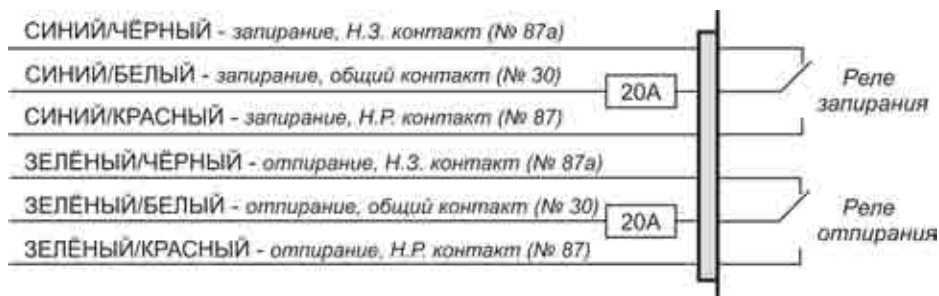 СИНИЙ/ЧЁРНЫЙ - запирание, Н.З. контакт (№ 87а)
СИНИЙ/БЕЛЫЙ - запирание, общий контакт (№ 30)
20А
Реле
запирания
СИНИЙ/КРАСНЫЙ - запирание, Н.Р. контакт (№ 87)
ЗЕЛЁНЫЙ/ЧЁРНЫЙ - отпирание, Н.З. контакт (№ 87а)
ЗЕЛЁНЫЙ/БЕЛЫЙ - отпирание, общий контакт (№ 30)
20А
Реле
отпирания
ЗЕЛЁНЫЙ/КРАСНЫЙ - отпирание, Н.Р. контакт (№ 87)